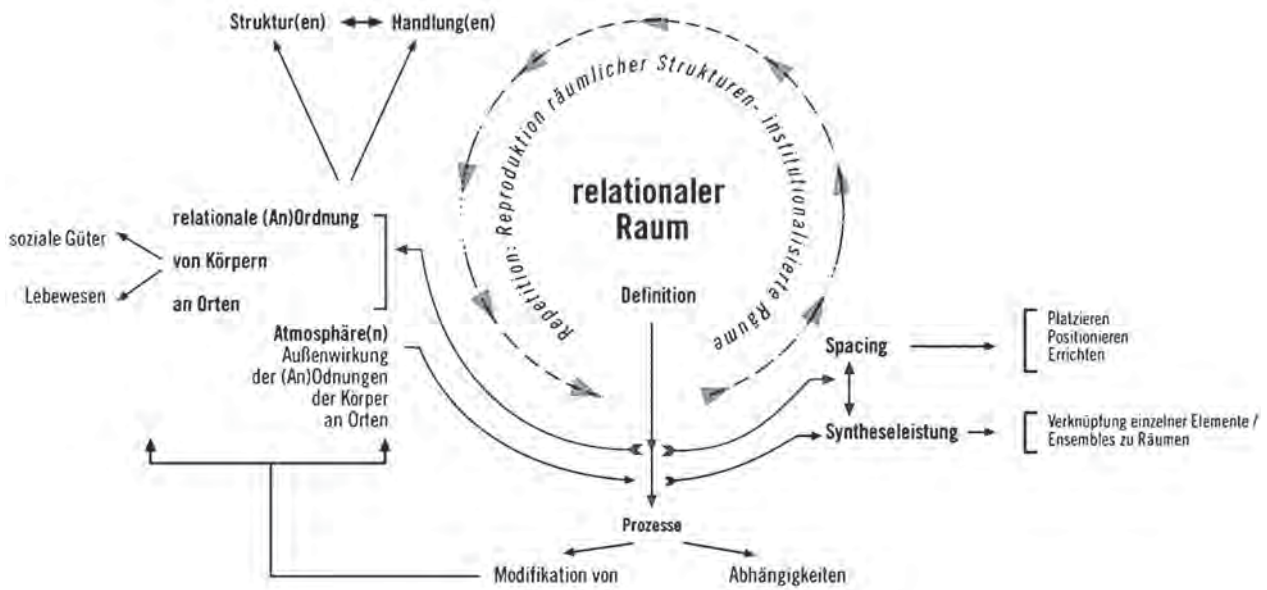 Struktur(en) Handlung(en)
Repetition: Reproduktion räumlicher Strukturen- institutionalisierte Räume
relationaler
Raum
Definition
relationale (An)Ordnung
soziale Güter
von Körpern
Lebewesen
an Orten
Atmosphäre(n)
Außenwirkung
der (An)Odnungen
der Körper
an Orten
Spacing
Platzieren
Positionieren
Errichten
Syntheseleistung
Verknüpfung einzelner Elemente /
Ensembles zu Räumen
Prozesse
Modifikation von
Abhängigkeiten